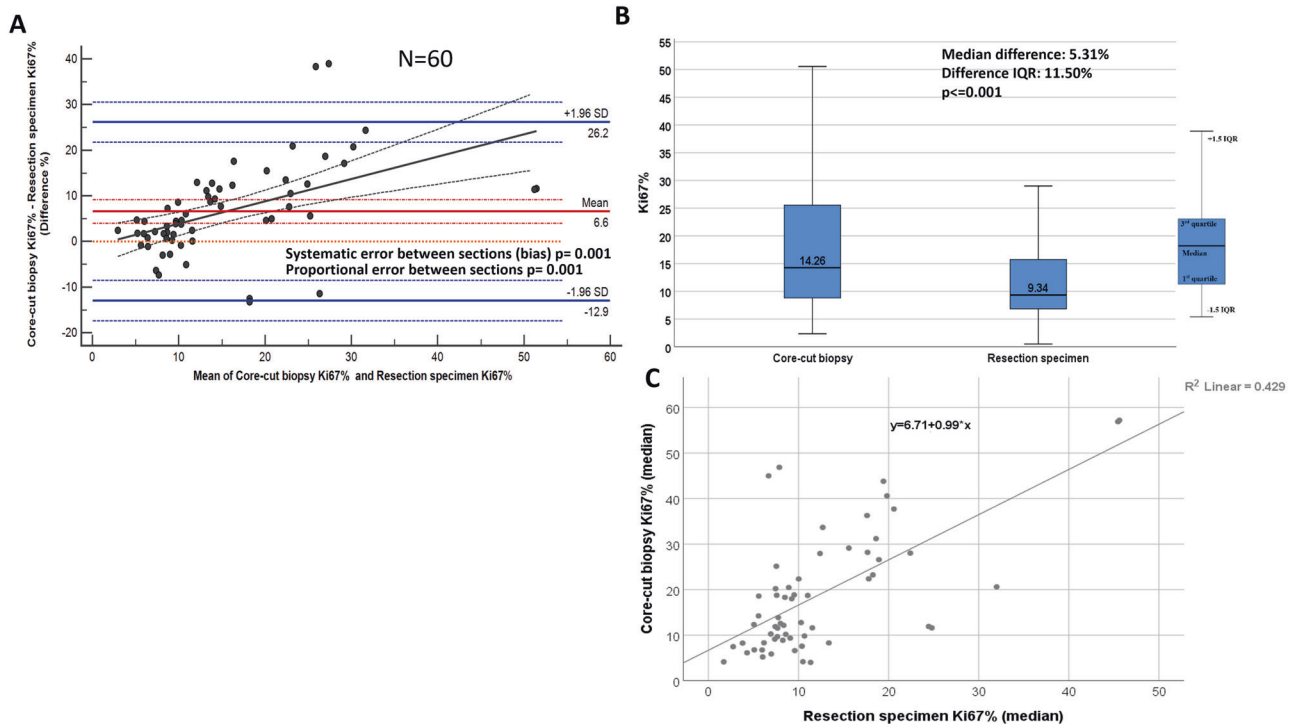 A
N=60
Core-cut biopsy Ki67% - Resection specimen Ki67%
(Difference %)
40
30
20
10
0
-10
-20
+1.96 SD
26.2
Mean
6.6
Systematic error between sections (bias) p= 0.001
Proportional error between sections p= 0.001
-1.96 SD
-12.9
0
10
20
30
40
50
60
Mean of Core-cut biopsy Ki67% and Resection specimen Ki67%
B
Ki67%
55
50
45
40
35
30
25
20
15
10
5
0
Median difference: 5.31%
Difference IQR: 11.50%
p<=0.001
14.26
9.34
Core-cut biopsy
Resection specimen
+1.5 IQR
3rd quartile
Median
1st quartile
-1.5 IQR
C
R2 Linear = 0.429
y=6.71+0.99*x
Core-cut biopsy Ki67% (median)
60
50
40
30
20
10
0
0
10
20
30
40
50
Resection specimen Ki67% (median)